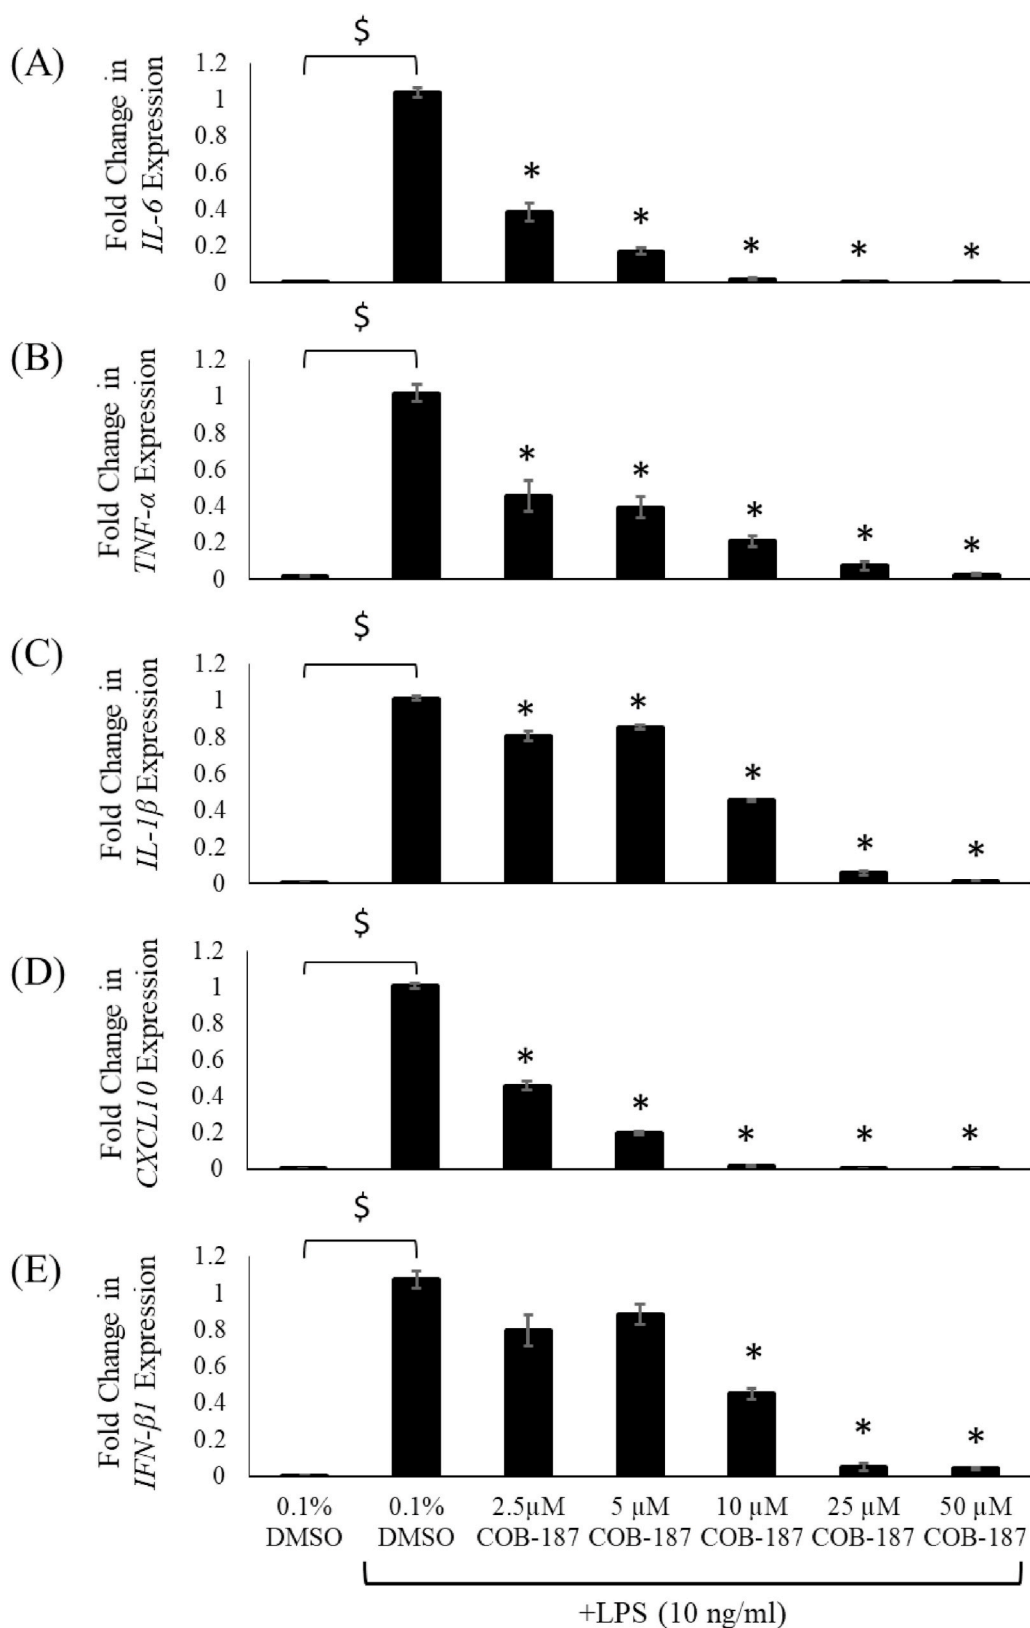 (A)
$
Fold Change in
IL-6 Expression
1.2
1
0.8
0.6
0.4
0.2
0
* * * * *
(B)
$
Fold Change in
TNF-α Expression
1.2
1
0.8
0.6
0.4
0.2
0
* * * * *
(C)
$
Fold Change in
IL-1β Expression
1.2
1
0.8
0.6
0.4
0.2
0
* * * * *
(D)
$
Fold Change in
CXCL10 Expression
1.2
1
0.8
0.6
0.4
0.2
0
* * * * *
(E)
$
Fold Change in
IFN-β1 Expression
1.2
1
0.8
0.6
0.4
0.2
0
* * *
0.1% 0.1% 2.5µM 5 µM 10 µM 25 µM 50 µM
DMSO DMSO COB-187 COB-187 COB-187 COB-187 COB-187
+LPS (10 ng/ml)